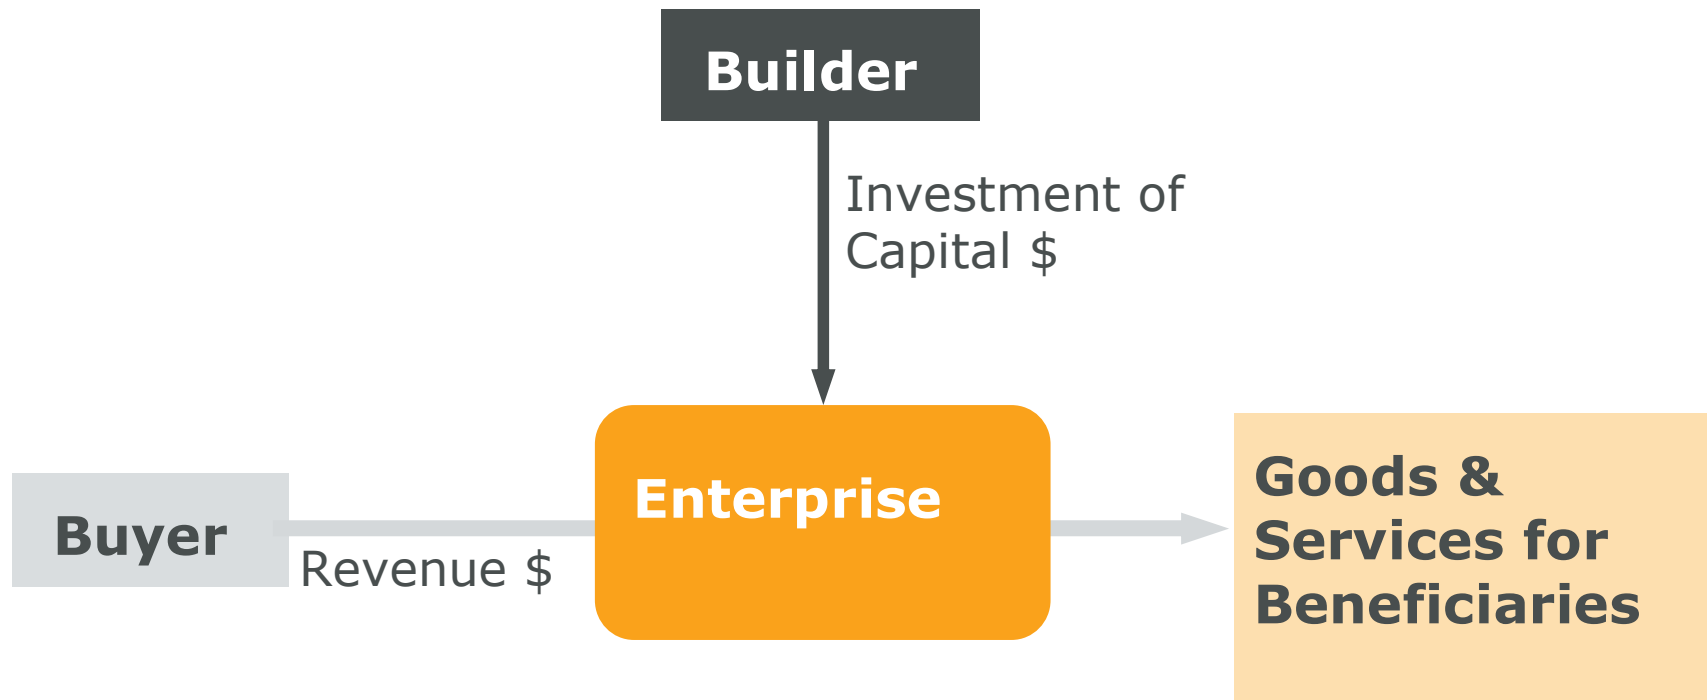 Builder
Investment of
Capital $
Enterprise
Buyer
Revenue $
Goods &
Services for
Beneficiaries